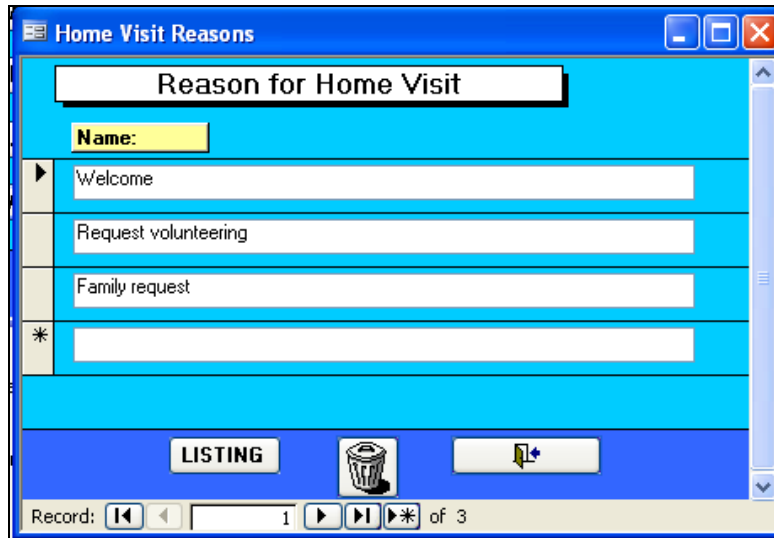 Home Visit Reasons
Reason for Home Visit
Name:
Welcome
Request volunteering
Family request
LISTING
Record: 1 of 3